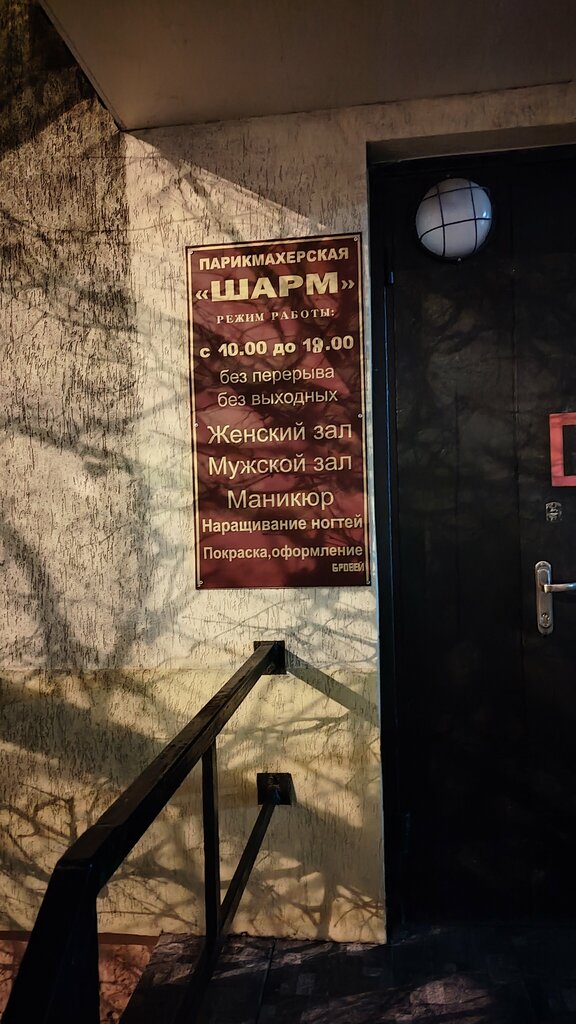 ПАРИКМАХЕРСКАЯ
«ШАРМ»
РЕЖИМ РАБОТЫ:
с 10.00 до 19.00
без перерыва
без выходных
Женский зал
Мужской зал
Маникюр
Наращивание ногтей
Покраска,оформление
БРОВЕЙ